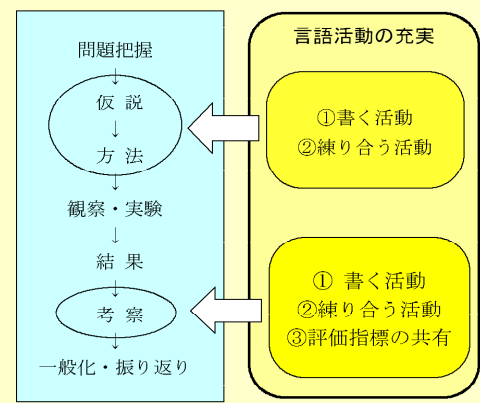 問題把握
↓
仮 説
↓
方 法
↓
観察・実験
↓
結 果
↓
考 察
↓
一般化・振り返り
言語活動の充実
①書く活動
②練り合う活動
① 書く活動
②練り合う活動
③評価指標の共有